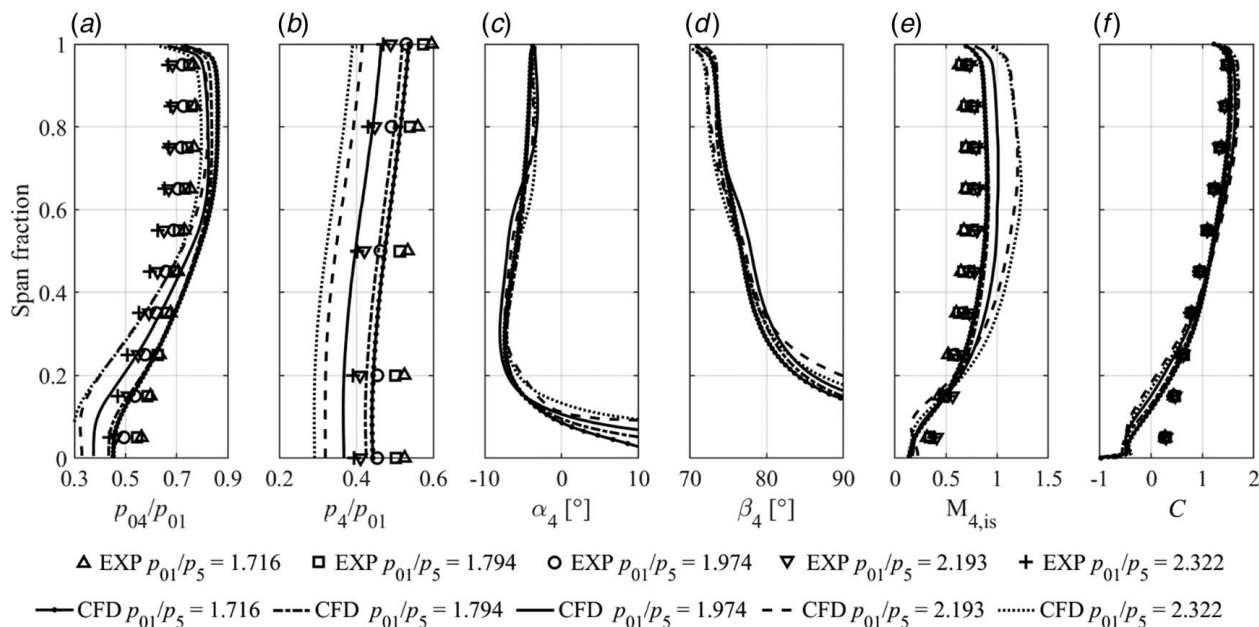 (a) (b) (c) (d) (e) (f)
Span fraction
1
0.8
0.6
0.4
0.2
0
0.3 0.5 0.7 0.9 0.2 0.4 0.6 -10 0 10 70 80 90 0 0.5 1 1.5 -1 0 1 2
p₀₄/p₀₁ p₄/p₀₁ α₄ [°] β₄ [°] M₄,is C
△ EXP p₀₁/p₅ = 1.716 □ EXP p₀₁/p₅ = 1.794 ○ EXP p₀₁/p₅ = 1.974 ▽ EXP p₀₁/p₅ = 2.193 + EXP p₀₁/p₅ = 2.322
CFD p₀₁/p₅ = 1.716 CFD p₀₁/p₅ = 1.794 CFD p₀₁/p₅ = 1.974 CFD p₀₁/p₅ = 2.193 CFD p₀₁/p₅ = 2.322